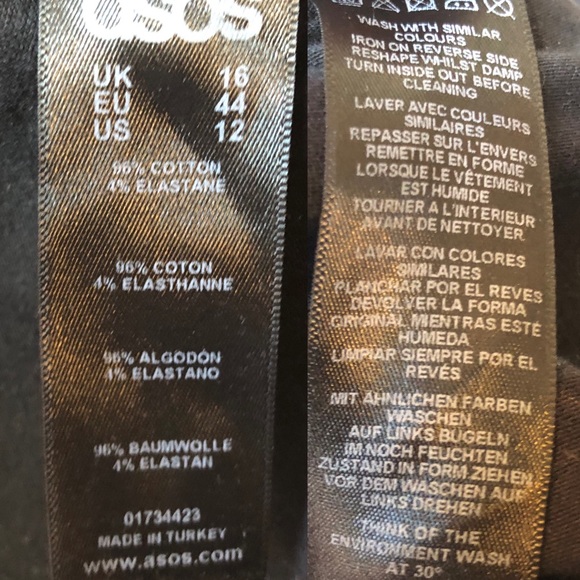 asos
UK 16
EU 44
US 12
96% COTTON
4% ELASTANE
96% COTON
4% ELASTHANNE
96% ALGODÓN
4% ELASTANO
96% BAUMWOLLE
4% ELASTAN
01734423
MADE IN TURKEY
www.asos.com
WASH WITH SIMILAR
COLOURS
IRON ON REVERSE SIDE
RESHAPE WHILST DAMP
TURN INSIDE OUT BEFORE
CLEANING
LAVER AVEC COULEURS
SIMILAIRES
REPASSER SUR L'ENVERS
REMETTRE EN FORME
LORSQUE LE VÊTEMENT
EST HUMIDE
TOURNER A L'INTERIEUR
AVANT DE NETTOYER
LAVAR CON COLORES
SIMILARES
PLANCHAR POR EL REVES
DEVOLVER LA FORMA
ORIGINAL MIENTRAS ESTÉ
HUMEDA
LIMPIAR SIEMPRE POR EL
REVÉS
MIT ÄHNLICHEN FARBEN
WASCHEN
AUF LINKS BÜGELN
IM NOCH FEUCHTEN
ZUSTAND IN FORM ZIEHEN
VOR DEM WASCHEN AUF
LINKS DREHEN
THINK OF THE
ENVIRONMENT WASH
AT 30°